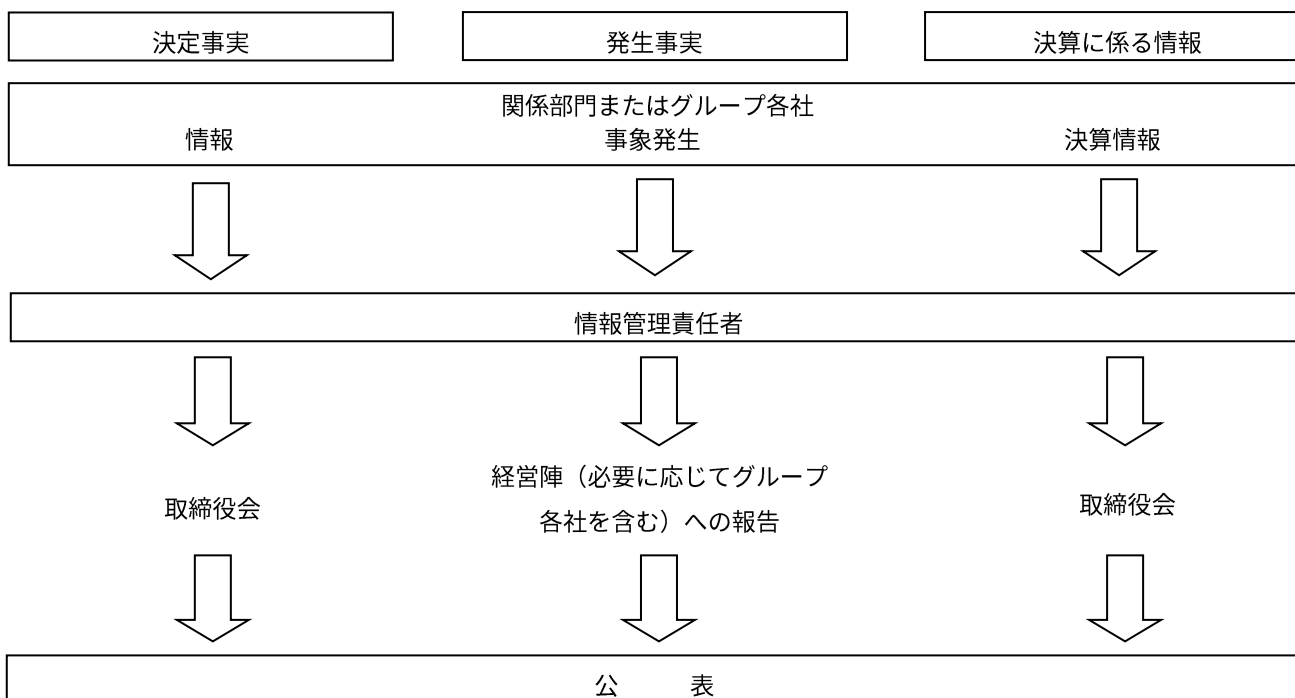 決定事実
発生事実
決算に係る情報
関係部門またはグループ各社
情報
事象発生
決算情報
情報管理責任者
取締役会
経営陣（必要に応じてグループ
各社を含む）への報告
取締役会
公　　　表